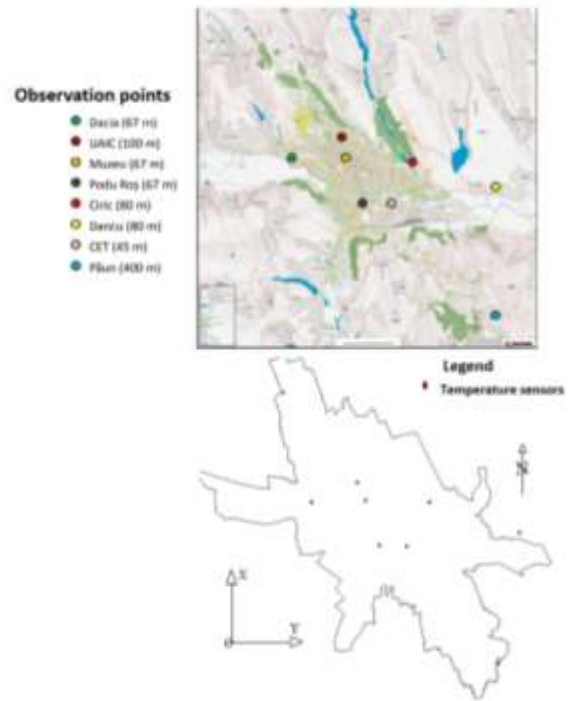 Observation points
Dacia (67 m)
UAIC (100 m)
Muzeu (67 m)
Podu Roș (67 m)
Ciric (80 m)
Dancu (80 m)
CET (45 m)
Păun (400 m)
Legend
Temperature sensors
N
X
Y